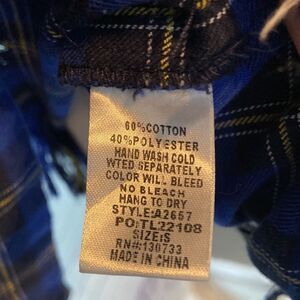 60%COTTON
40%POLYESTER
HAND WASH COLD
WTED SEPARATELY
COLOR WILL BLEED
NO BLEACH
HANG TO DRY
STYLE:A2657
PO:TL22108
SIZE:S
RN#:130733
MADE IN CHINA